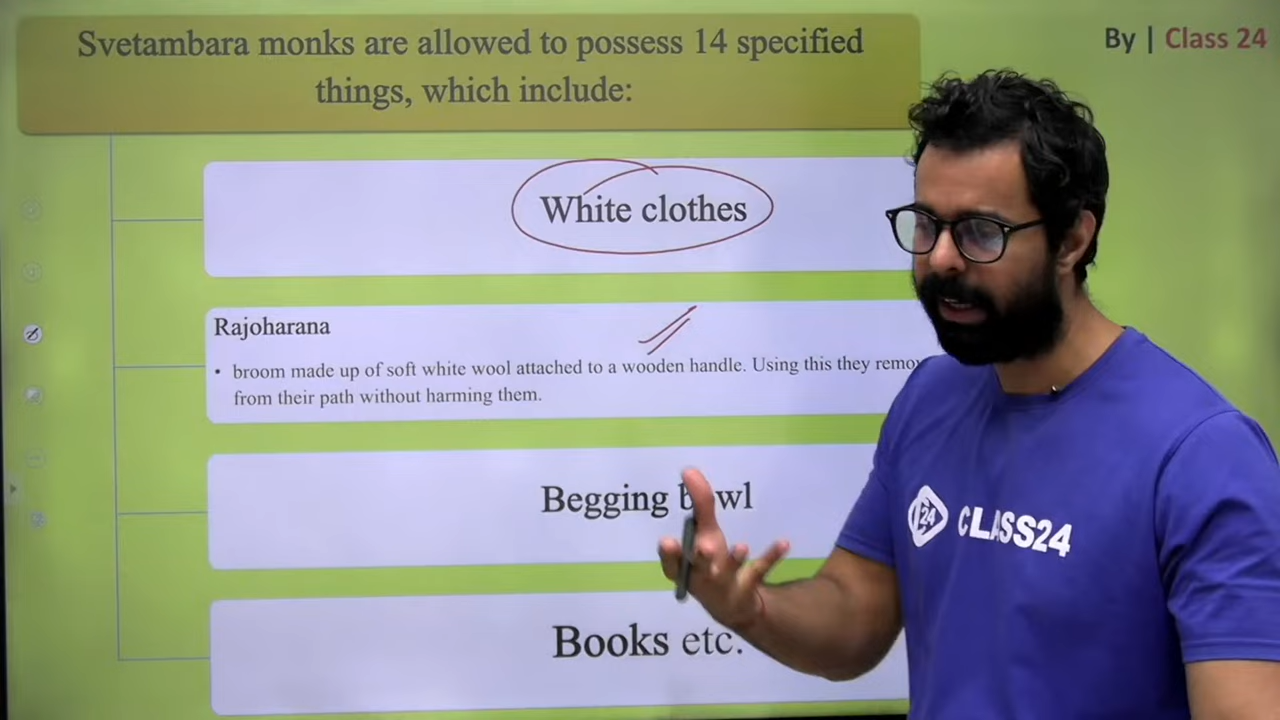 Svetambara monks are allowed to possess 14 specified
things, which include:
By | Class 24
White clothes
Rajoharana
• broom made up of soft white wool attached to a wooden handle. Using this they
from their path without harming them.
Begging bowl
Books etc.
24
CLASS24